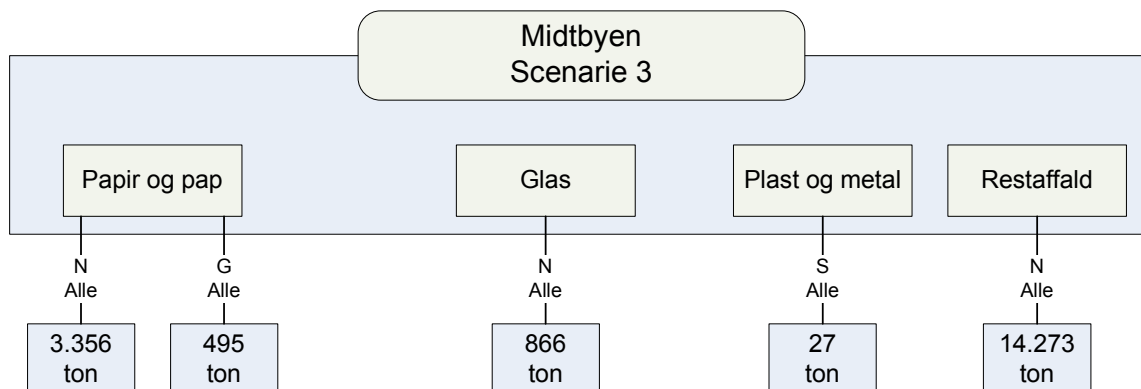 Midtbyen
Scenarie 3
Papir og pap
Glas
Plast og metal
Restaffald
N
Alle
G
Alle
N
Alle
S
Alle
N
Alle
3.356
ton
495
ton
866
ton
27
ton
14.273
ton